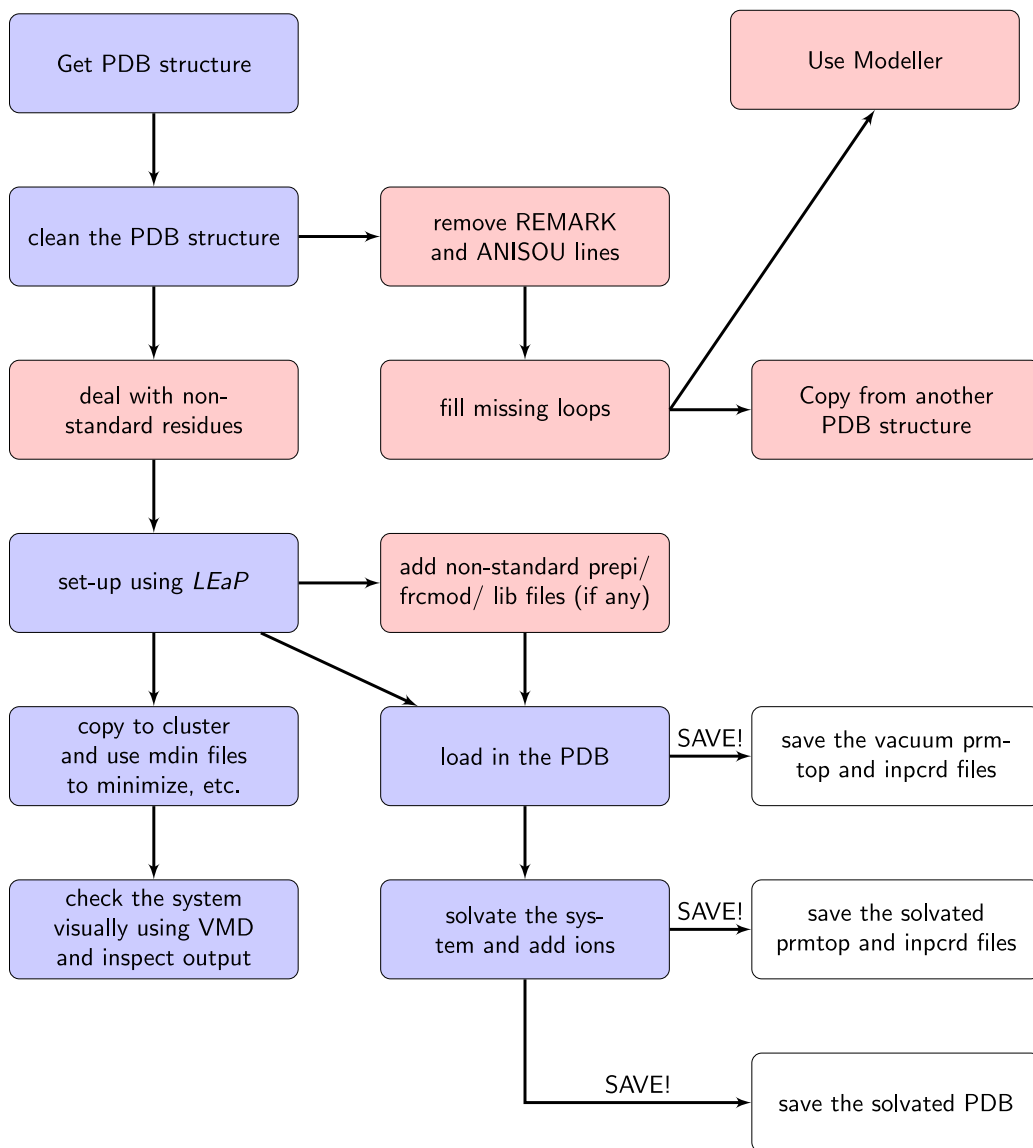 Get PDB structure
Use Modeller
clean the PDB structure
remove REMARK
and ANISOU lines
deal with non-
standard residues
fill missing loops
Copy from another
PDB structure
set-up using LEaP
add non-standard prepi/
frcmod/ lib files (if any)
copy to cluster
and use mdin files
to minimize, etc.
load in the PDB
SAVE!
save the vacuum prm-
top and inpcrd files
check the system
visually using VMD
and inspect output
solvate the sys-
tem and add ions
SAVE!
save the solvated
prmtop and inpcrd files
SAVE!
save the solvated PDB